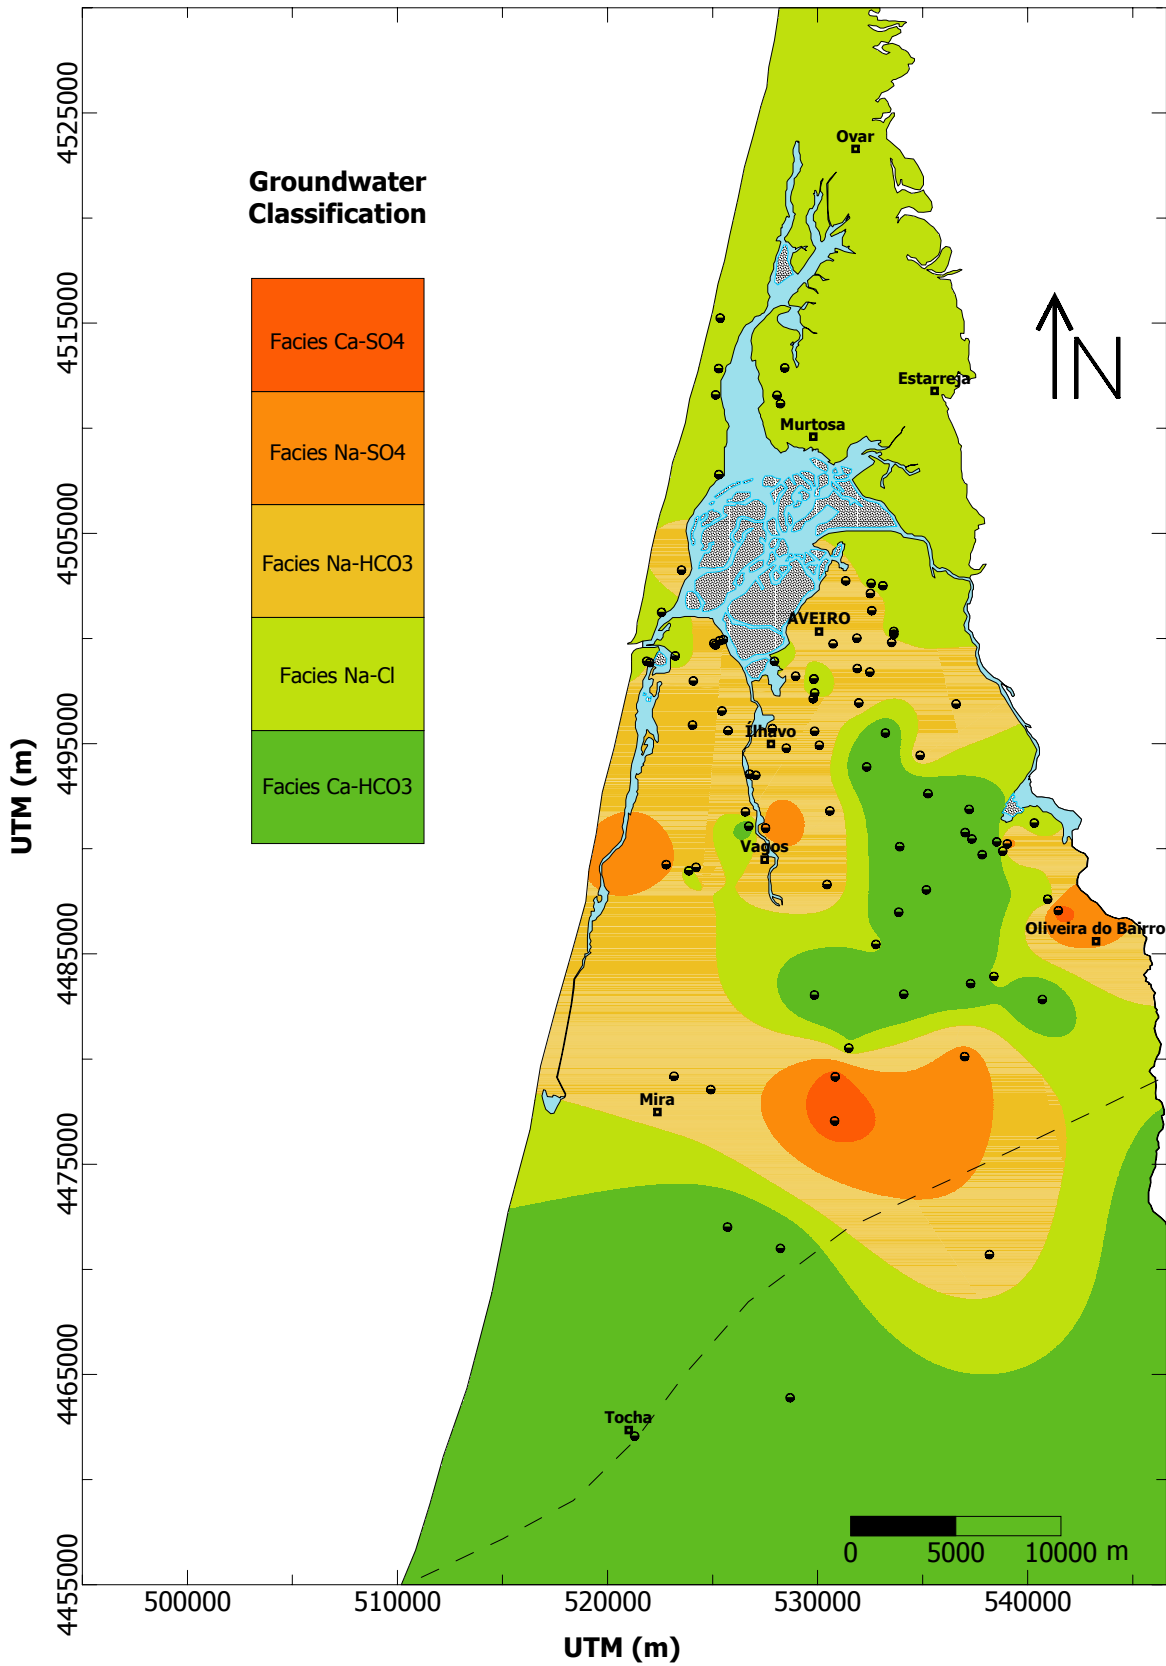 Groundwater
Classification
Facies Ca-SO4
Facies Na-SO4
Facies Na-HCO3
Facies Na-Cl
Facies Ca-HCO3
Ovar
Estarreja
Murtosa
AVEIRO
Ílhavo
Vagos
Oliveira do Bairro
Mira
Tocha
N
0 5000 10000 m
4525000
4515000
4505000
4495000
4485000
4475000
4465000
4455000
UTM (m)
500000 510000 520000 530000 540000
UTM (m)